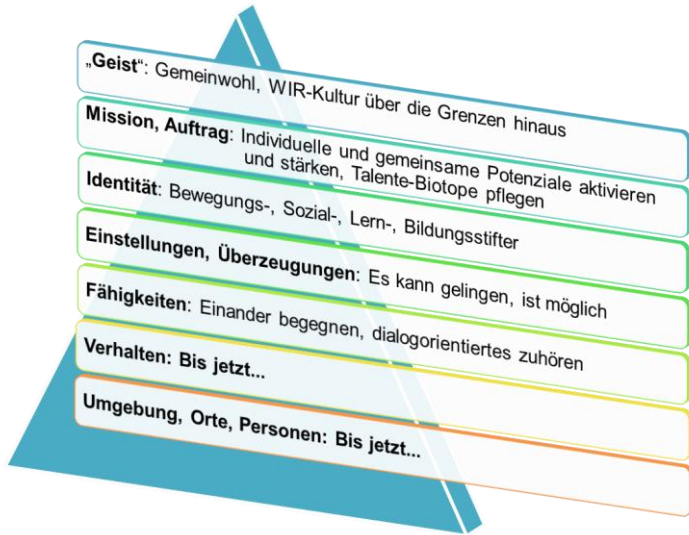 „Geist“: Gemeinwohl, WIR-Kultur über die Grenzen hinaus
Mission, Auftrag: Individuelle und gemeinsame Potenziale aktivieren
und stärken, Talente-Biotope pflegen
Identität: Bewegungs-, Sozial-, Lern-, Bildungsstifter
Einstellungen, Überzeugungen: Es kann gelingen, ist möglich
Fähigkeiten: Einander begegnen, dialogorientiertes zuhören
Verhalten: Bis jetzt...
Umgebung, Orte, Personen: Bis jetzt...